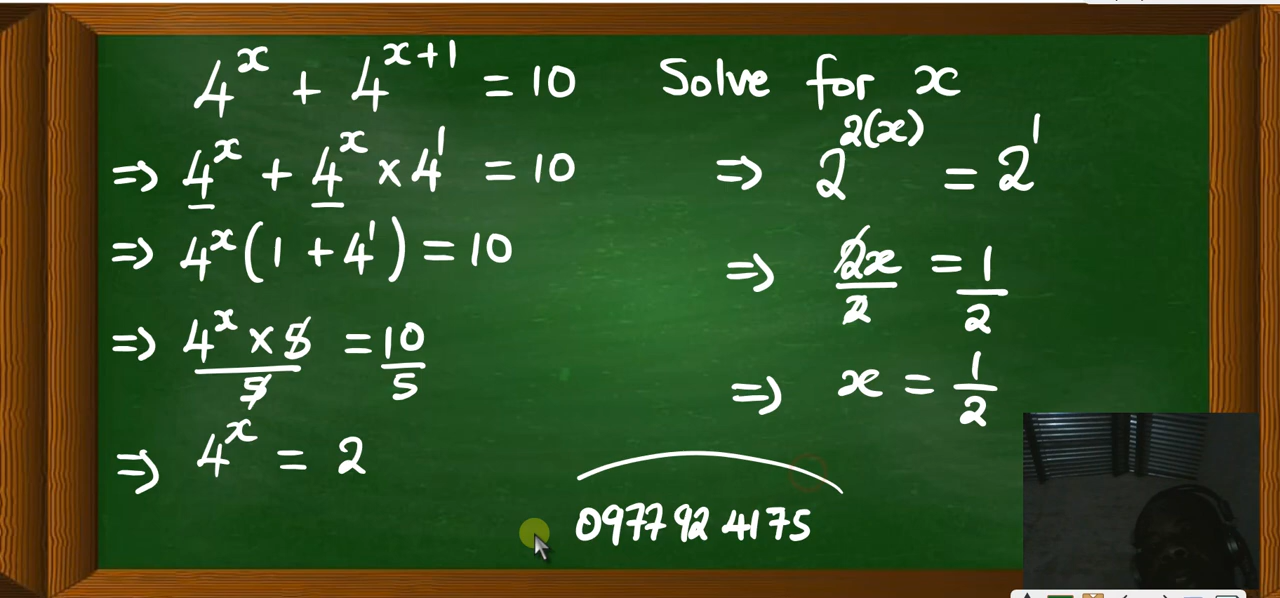 4^x + 4^(x+1) = 10 Solve for x
⇒ 4^x + 4^x × 4^1 = 10
⇒ 4^x (1 + 4^1) = 10
⇒ (4^x × 5)/5 = 10/5
⇒ 4^x = 2
⇒ 2^(2(x)) = 2^1
⇒ 2x/2 = 1/2
⇒ x = 1/2
0977 92 4175